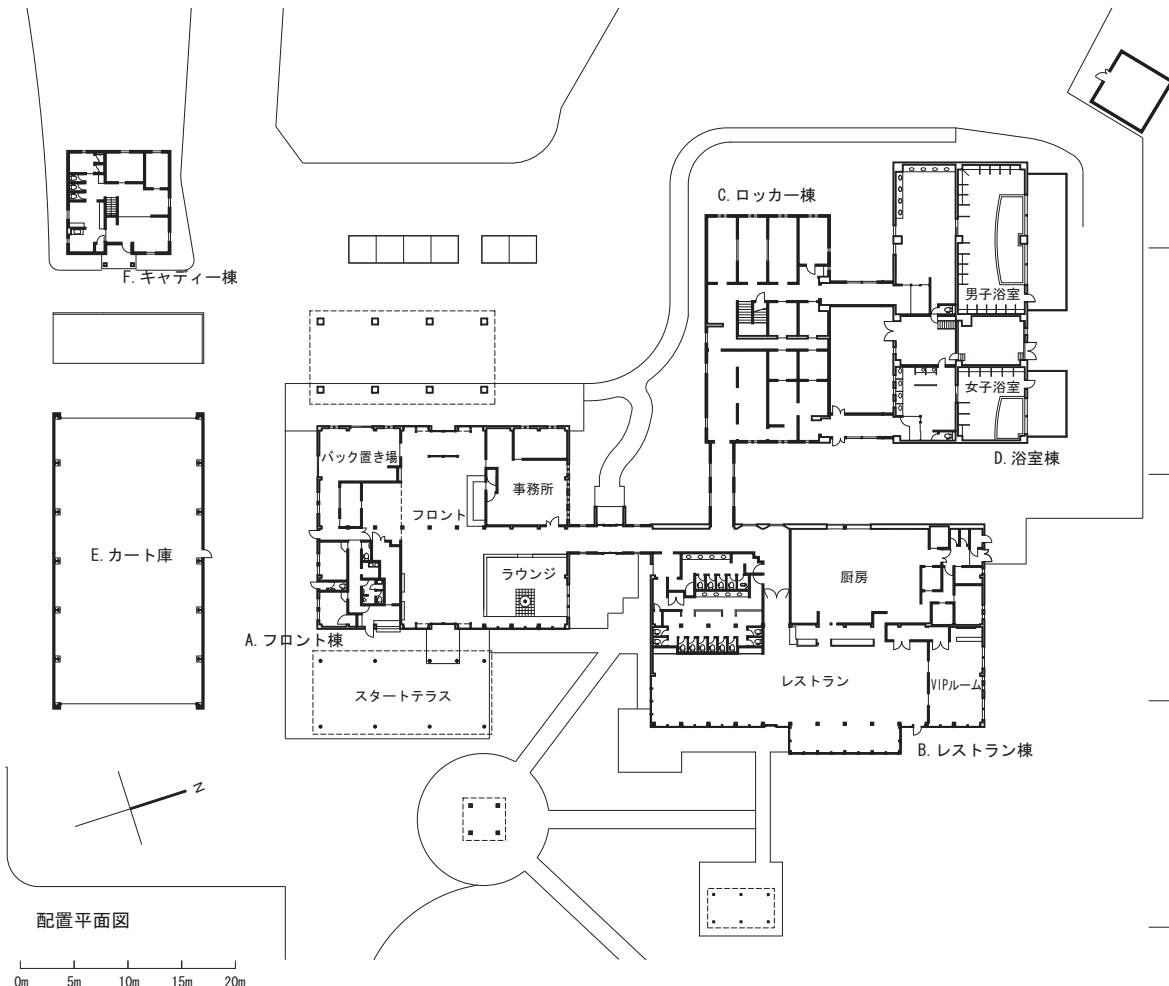 C.ロッカー棟
F.キャディー棟
男子浴室
女子浴室
D.浴室棟
バック置き場
事務所
フロント
E.カート庫
ラウンジ
厨房
A.フロント棟
スタートテラス
レストラン
VIPルーム
B.レストラン棟
N
配置平面図
0m 5m 10m 15m 20m